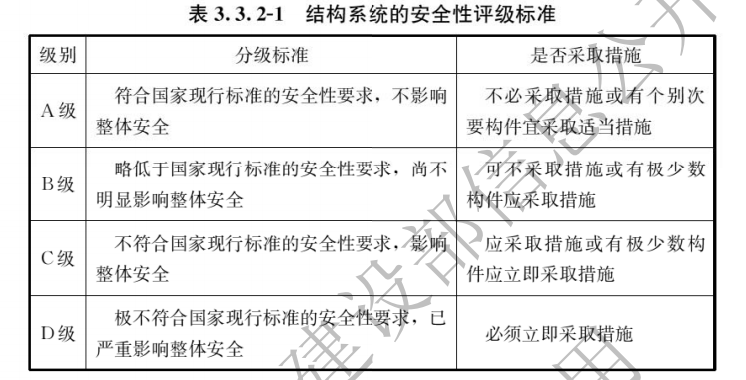 表 3.3.2-1 结构系统的安全性评级标准
级别 分级标准 是否采取措施
A级
符合国家现行标准的安全性要求，不影响
整体安全
不必采取措施或有个别次
要构件宜采取适当措施
B级
略低于国家现行标准的安全性要求，尚不
明显影响整体安全
可不采取措施或有极少数
构件应采取措施
C级
不符合国家现行标准的安全性要求，影响
整体安全
应采取措施或有极少数构
件应立即采取措施
D级
极不符合国家现行标准的安全性要求，已
严重影响整体安全
必须立即采取措施
建设部信息公开
用